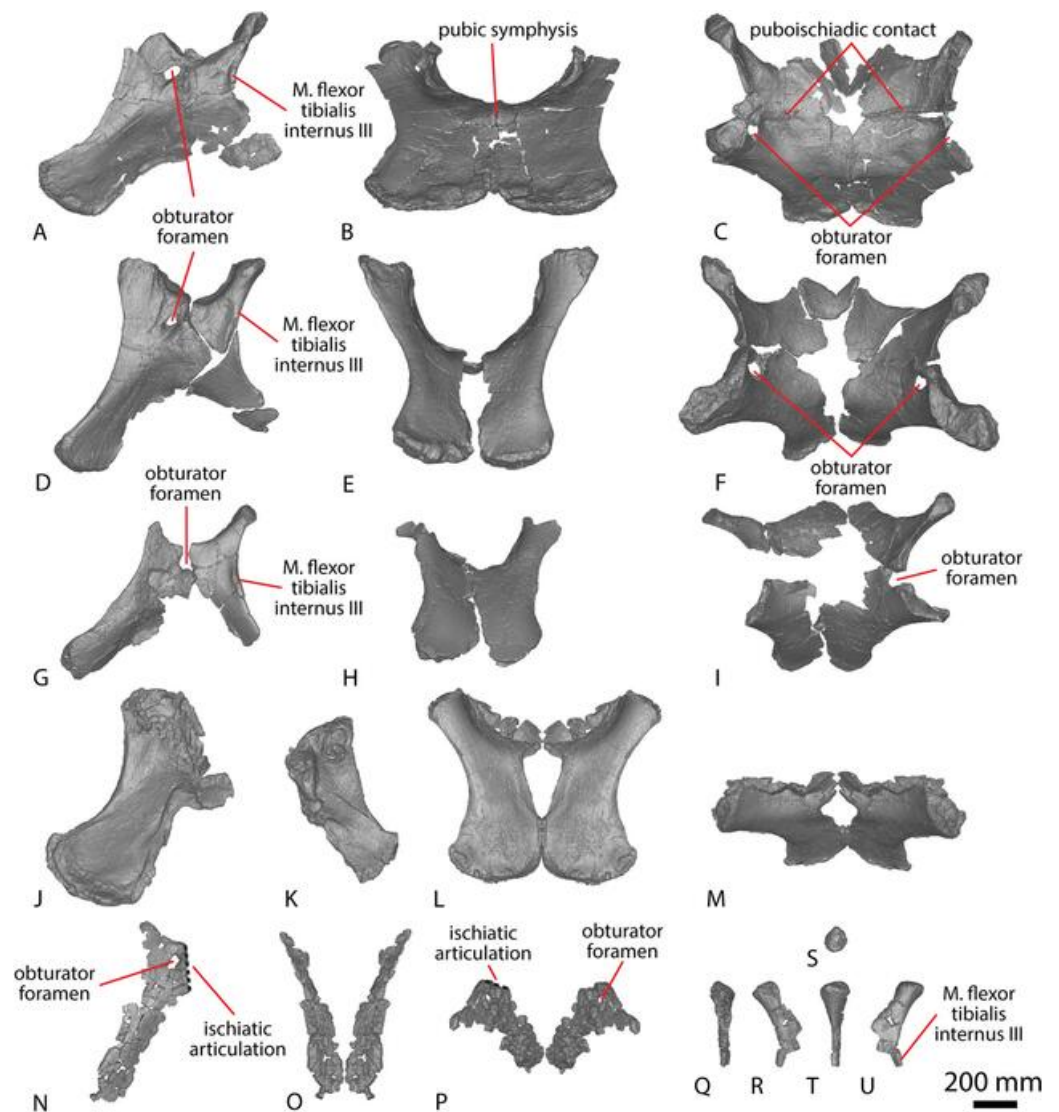 pubic symphysis
puboischiadic contact
M. flexor
tibialis
internus III
obturator
foramen
A
B
C
obturator
foramen
M. flexor
tibialis
internus III
D
E
F
obturator
foramen
obturator
foramen
M. flexor
tibialis
internus III
obturator
foramen
G
H
I
J
K
L
M
ischiatic
articulation
obturator
foramen
S
obturator
foramen
ischiatic
articulation
M. flexor
tibialis
internus III
N
O
P
Q
R
T
U
200 mm